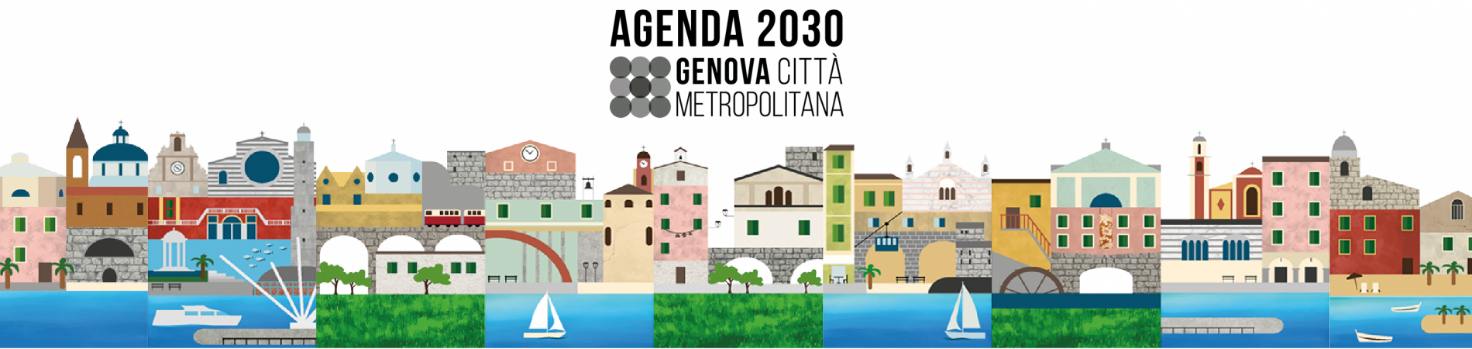 AGENDA 2030
GENOVA CITTÀ
METROPOLITANA